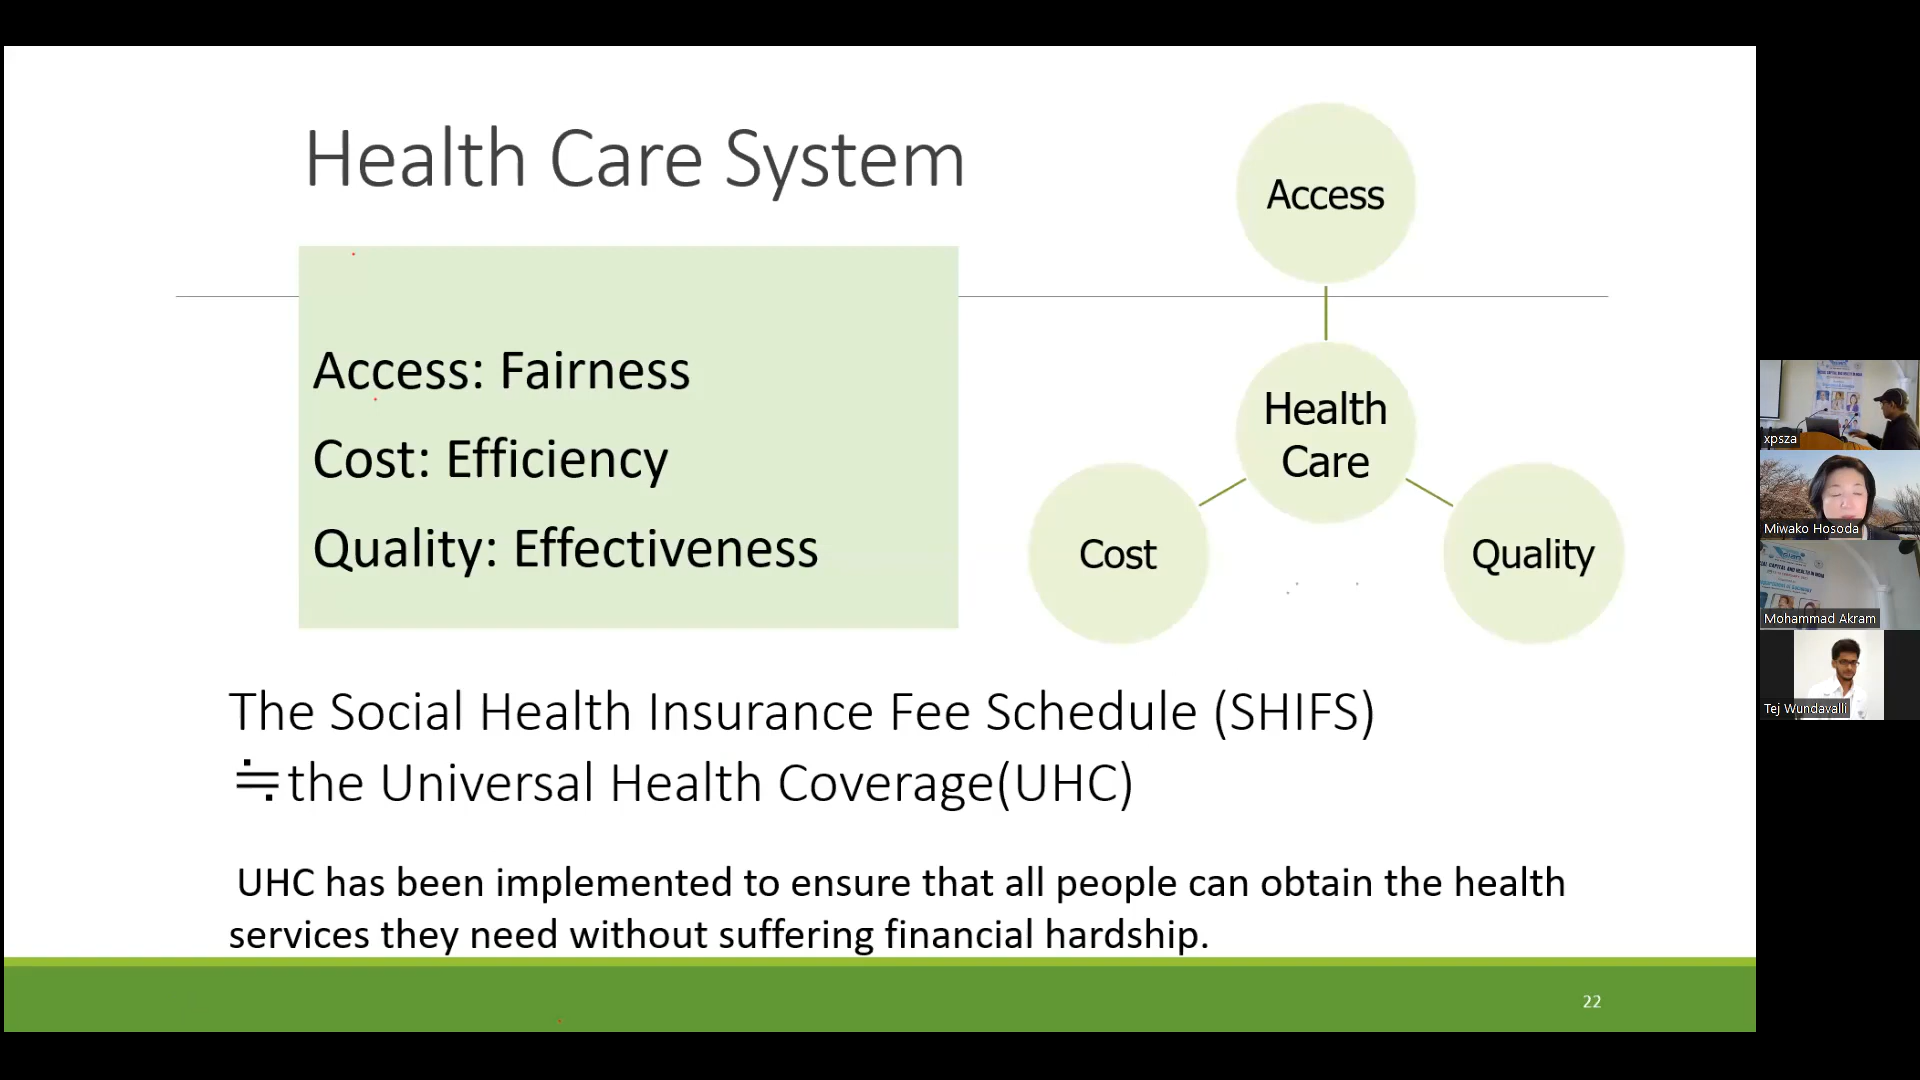 Health Care System
Access: Fairness
Cost: Efficiency
Quality: Effectiveness
Access
Health
Care
Cost
Quality
The Social Health Insurance Fee Schedule (SHIFS)
≒the Universal Health Coverage(UHC)
UHC has been implemented to ensure that all people can obtain the health
services they need without suffering financial hardship.
22
xpsza
Miwako Hosoda
Mohammad Akram
Tej Wundavalli